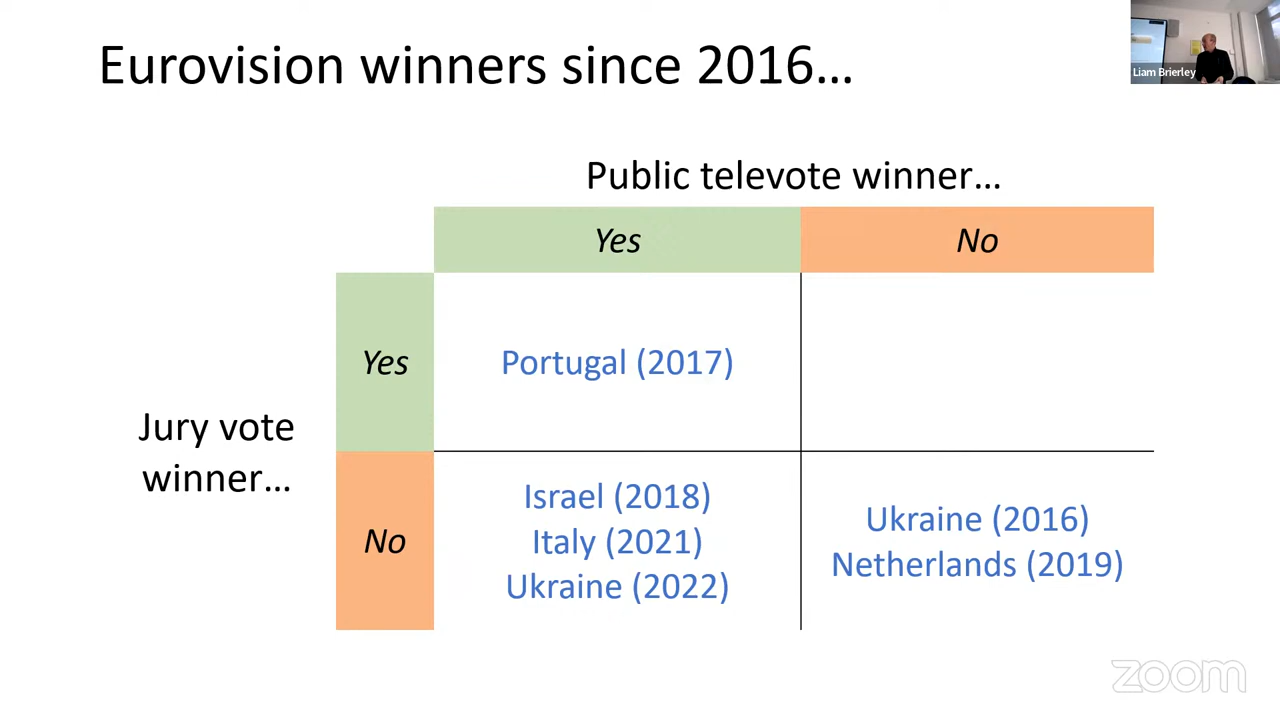 Eurovision winners since 2016…
Liam Brierley
Public televote winner…
Yes
No
Yes
Portugal (2017)
Jury vote
winner…
No
Israel (2018)
Italy (2021)
Ukraine (2022)
Ukraine (2016)
Netherlands (2019)
zoom